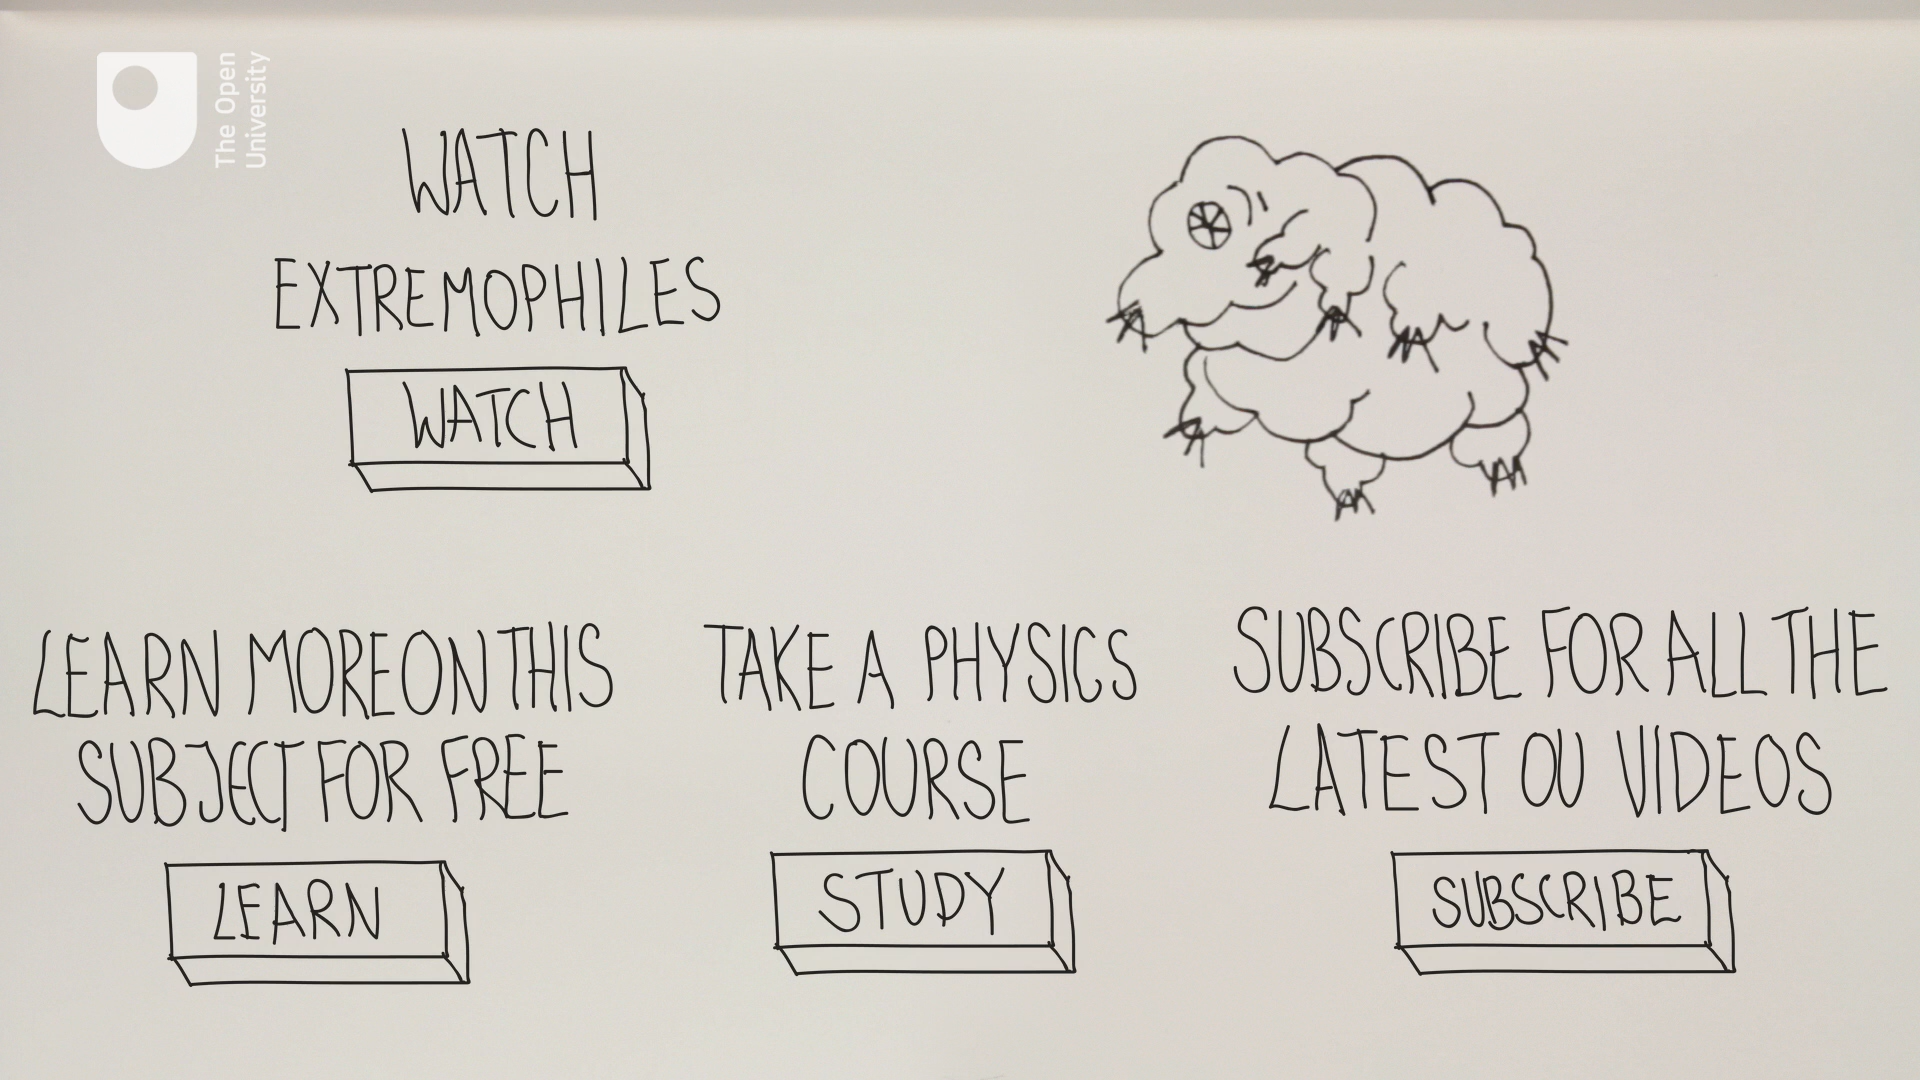 The Open
University
WATCH
EXTREMOPHILES
WATCH
LEARN MORE ON THIS
SUBJECT FOR FREE
LEARN
TAKE A PHYSICS
COURSE
STUDY
SUBSCRIBE FOR ALL THE
LATEST OU VIDEOS
SUBSCRIBE